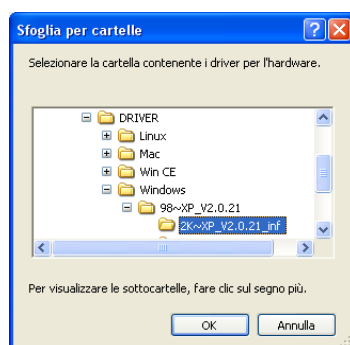 Sfoglia per cartelle
Selezionare la cartella contenente i driver per l'hardware.
DRIVER
Linux
Mac
Win CE
Windows
98~XP_V2.0.21
2K~XP_V2.0.21_inf
Per visualizzare le sottocartelle, fare clic sul segno più.
OK Annulla